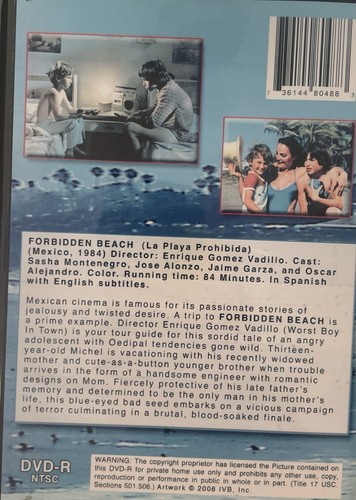 7 36144 80488 3
FORBIDDEN BEACH (La Playa Prohibida)
(Mexico, 1984) Director: Enrique Gomez Vadillo. Cast:
Sasha Montenegro, Jose Alonzo, Jaime Garza, and Oscar
Alejandro. Color. Running time: 84 Minutes. In Spanish
with English subtitles.
Mexican cinema is famous for its passionate stories of
jealousy and twisted desire. A trip to FORBIDDEN BEACH is
a prime example. Director Enrique Gomez Vadillo (Worst Boy
In Town) is your tour guide for this sordid tale of an angry
adolescent with Oedipal tendencies gone wild. Thirteen-
year-old Michel is vacationing with his recently widowed
mother and cute-as-a-button younger brother when trouble
arrives in the form of a handsome engineer with romantic
designs on Mom. Fiercely protective of his late father's
memory and determined to be the only man in his mother's
life, this blue-eyed bad seed embarks on a vicious campaign
of terror culminating in a brutal, blood-soaked finale.
DVD-R
NTSC
WARNING: The copyright proprietor has licensed the Picture contained on
this DVD-R for private home use only and prohibits any other use, copy,
reproduction or performance in public in whole or in part. (Title 17 USC.
Sections 501.506.) Artwork © 2008 IVB, Inc.